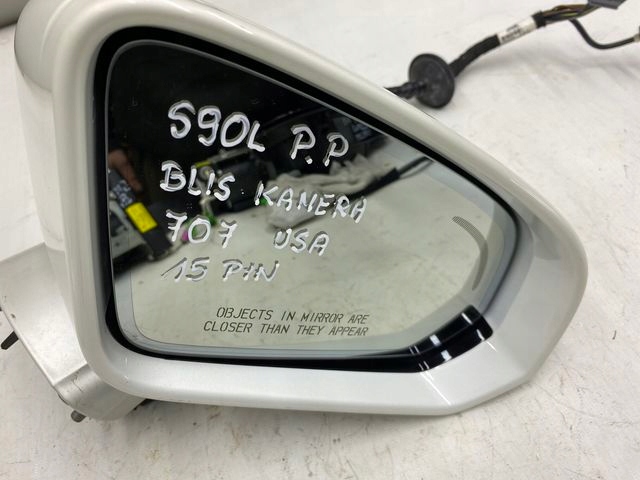 S90L P.P
BLIS KAMERA
707 USA
15 PIN
OBJECTS IN MIRROR ARE
CLOSER THAN THEY APPEAR